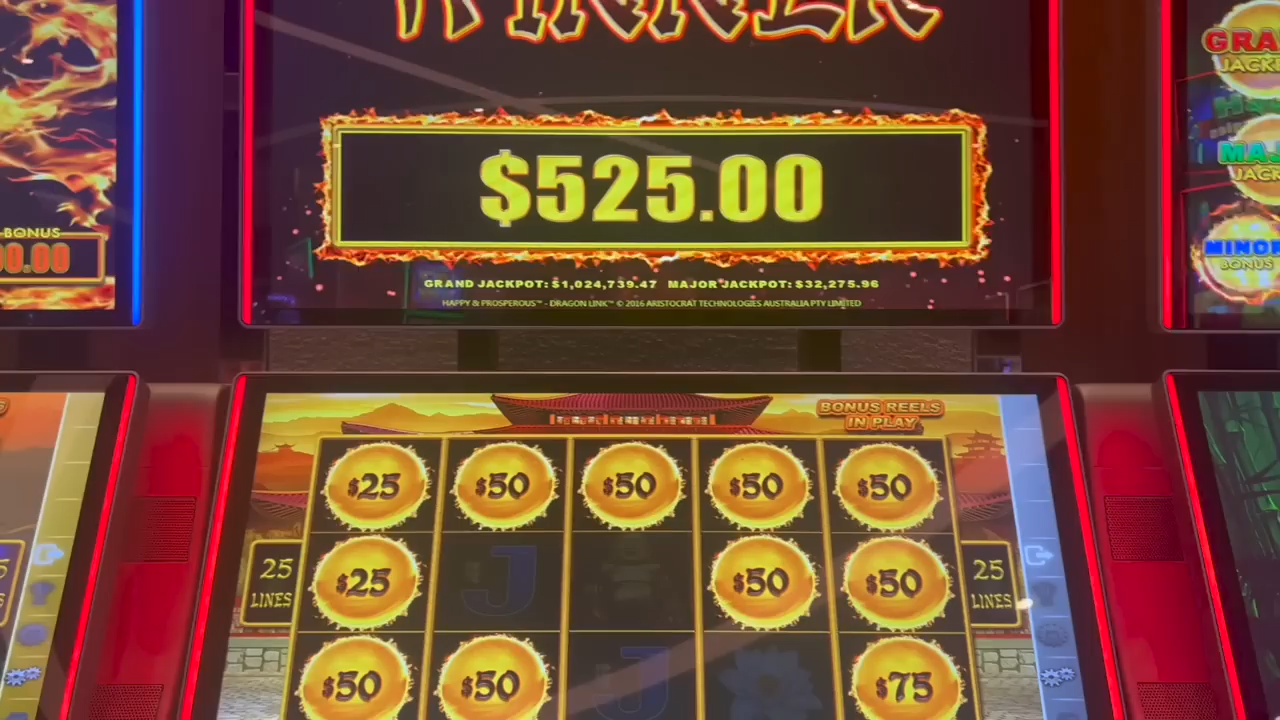 WINNER
$525.00
GRAND JACKPOT: $1,024,739.47 MAJOR JACKPOT: $32,275.96
HAPPY & PROSPEROUS™ - DRAGON LINK™ © 2016 ARISTOCRAT TECHNOLOGIES AUSTRALIA PTY LIMITED
BONUS
MINOR
BONUS
BONUS REELS
IN PLAY
$25 $50 $50 $50 $50
25 LINES
$25 J $50 $50
25 LINES
$50 $50 J $75